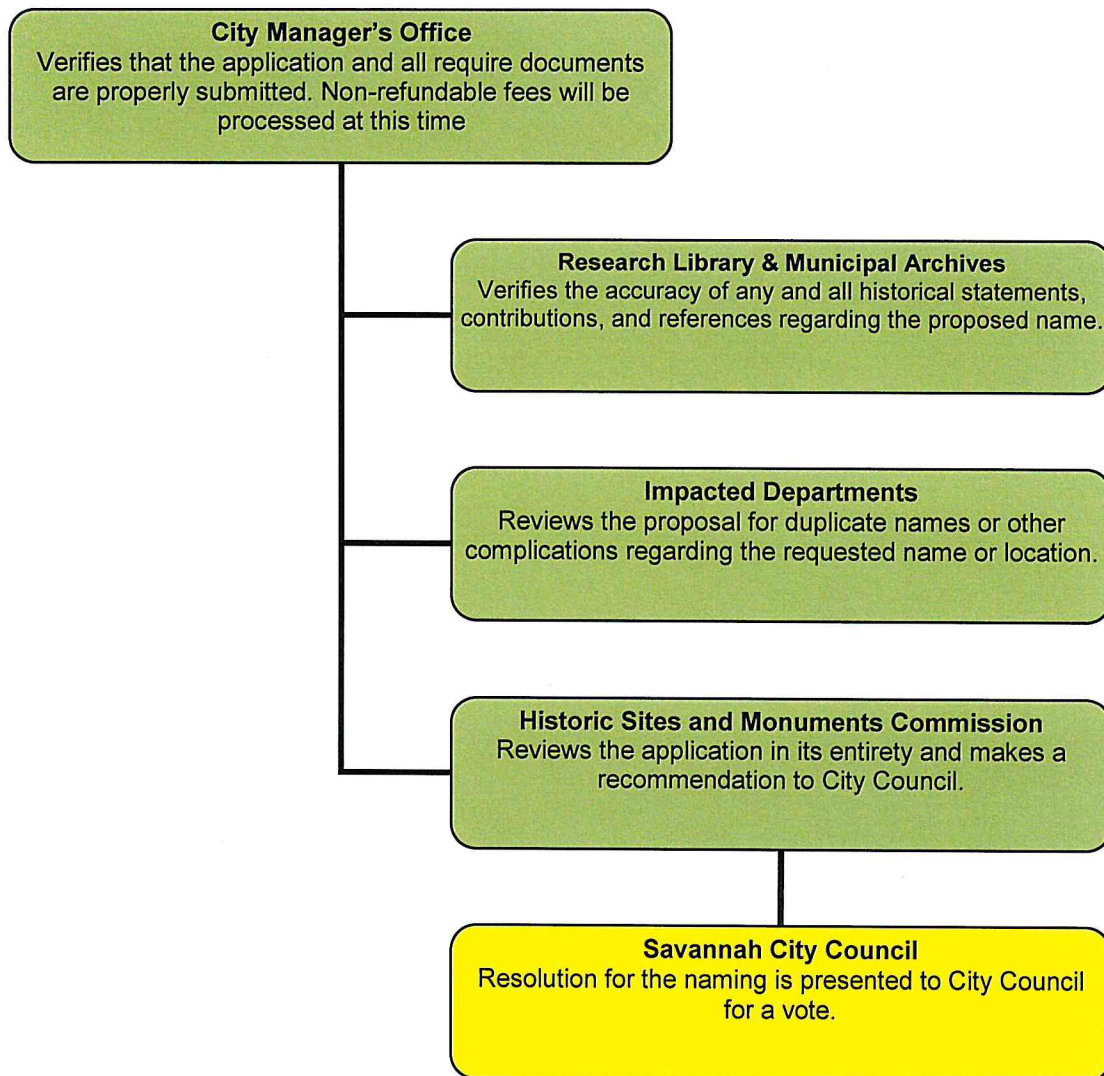 City Manager's Office
Verifies that the application and all require documents
are properly submitted. Non-refundable fees will be
processed at this time
Research Library & Municipal Archives
Verifies the accuracy of any and all historical statements,
contributions, and references regarding the proposed name.
Impacted Departments
Reviews the proposal for duplicate names or other
complications regarding the requested name or location.
Historic Sites and Monuments Commission
Reviews the application in its entirety and makes a
recommendation to City Council.
Savannah City Council
Resolution for the naming is presented to City Council
for a vote.